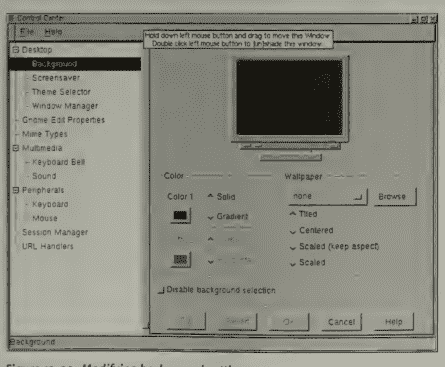 Control Center
File Help
Hold down left mouse button and drag to move this Window
Double click left mouse button to (un)shade this window.
Desktop
Background
Screensaver
Theme Selector
Window Manager
Gnome Edit Properties
Mime Types
Multimedia
Keyboard Bell
Sound
Peripherals
Keyboard
Mouse
Session Manager
URL Handlers
Color
Wallpaper
Color 1
Solid
none
Browse
Gradient
Tiled
Centered
Scaled (keep aspect)
Scaled
Disable background selection
Cancel
Help
Background